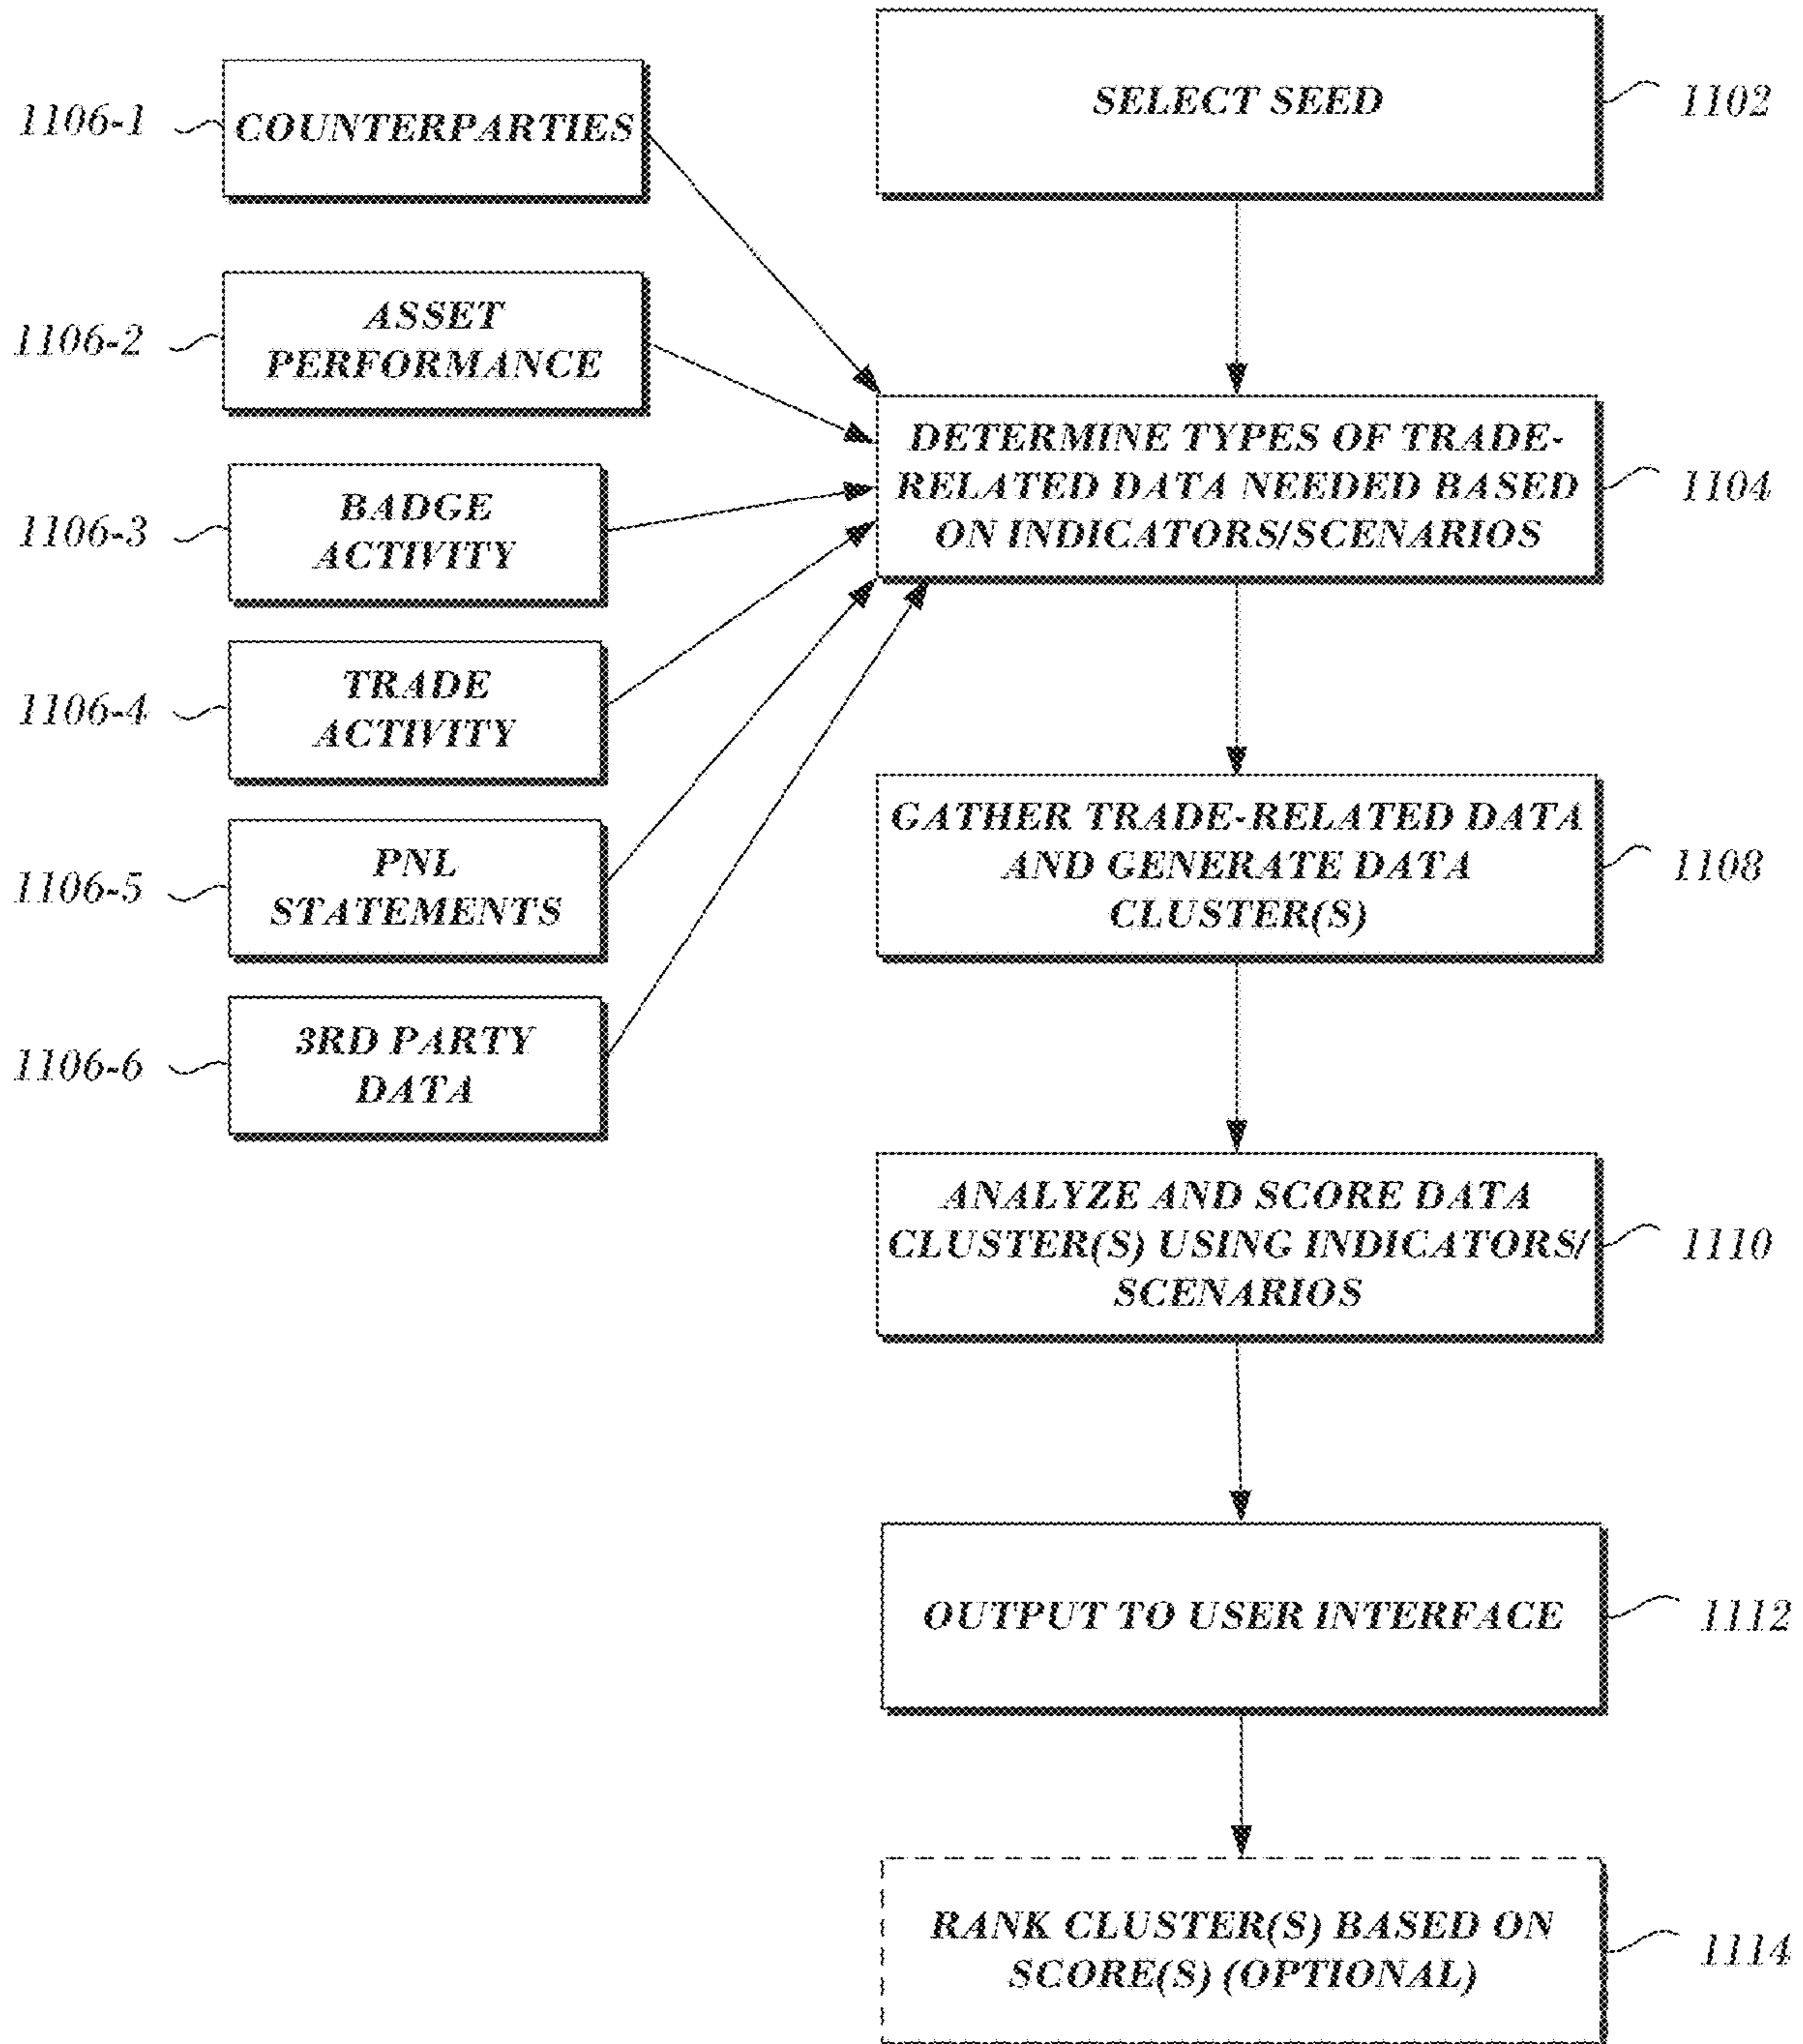 SELECT SEED
1102
1106-1
COUNTERPARTIES
1106-2
ASSET
PERFORMANCE
1106-3
BADGE
ACTIVITY
1106-4
TRADE
ACTIVITY
1106-5
PNL
STATEMENTS
1106-6
3RD PARTY
DATA
DETERMINE TYPES OF TRADE-
RELATED DATA NEEDED BASED
ON INDICATORS/SCENARIOS
1104
GATHER TRADE-RELATED DATA
AND GENERATE DATA
CLUSTER(S)
1108
ANALYZE AND SCORE DATA
CLUSTER(S) USING INDICATORS/
SCENARIOS
1110
OUTPUT TO USER INTERFACE
1112
RANK CLUSTER(S) BASED ON
SCORE(S) (OPTIONAL)
1114